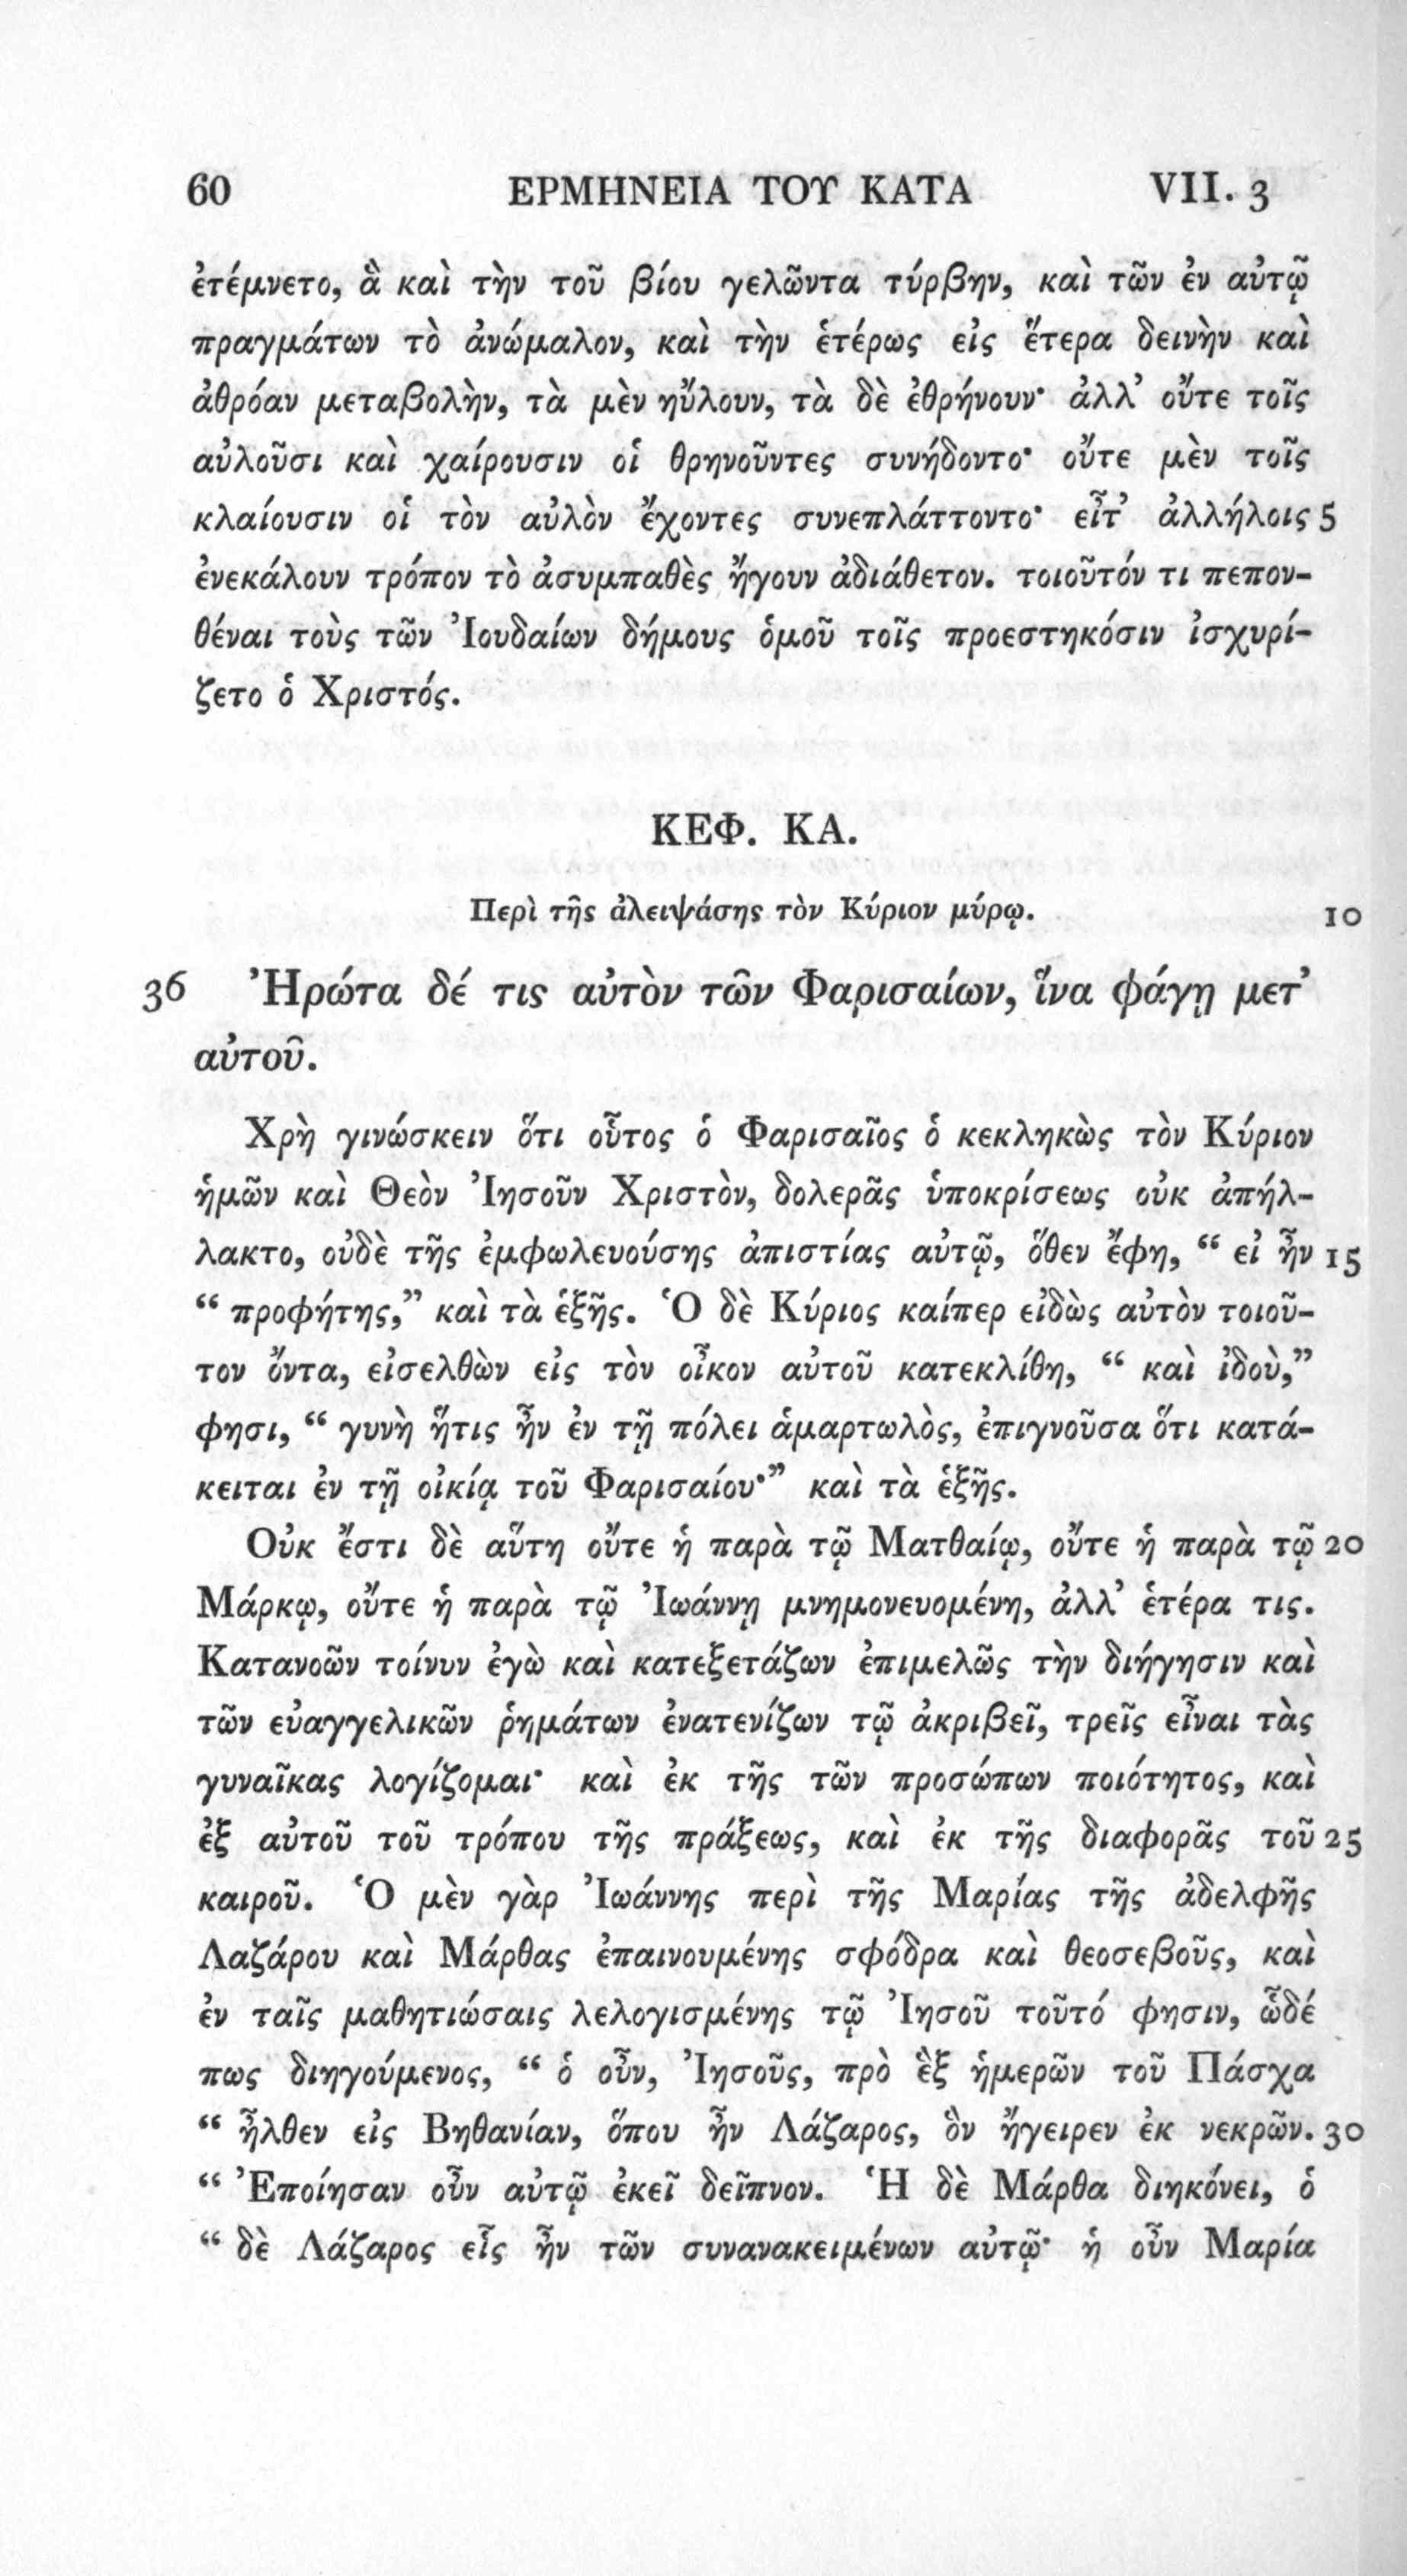 60 ΕΡΜΗΝΕΙΑ ΤΟΥ ΚΑΤΑ VII. 3
ἐτέμνετο, ἃ καὶ τὴν τοῦ βίου γελῶντα τύρβην, καὶ τῶν ἐν αὐτῷ
πραγμάτων τὸ ἀνώμαλον, καὶ τὴν ἑτέρως εἰς ἕτερα δεινὴν καὶ
ἀθρόαν μεταβολὴν, τὰ μὲν ηὔλουν, τὰ δὲ ἐθρήνουν· ἀλλ’ οὔτε τοῖς
αὐλοῦσι καὶ χαίρουσιν οἱ θρηνοῦντες συνήδοντο· οὔτε μὲν τοῖς
κλαίουσιν οἱ τὸν αὐλὸν ἔχοντες συνεπλάττοντο· εἶτ’ ἀλλήλοις 5
ἐνεκάλουν τρόπον τὸ ἀσυμπαθὲς ἤγουν ἀδιάθετον. τοιοῦτόν τι πεπον-
θέναι τοὺς τῶν Ἰουδαίων δήμους ὁμοῦ τοῖς προεστηκόσιν ἰσχυρί-
ζετο ὁ Χριστός.
ΚΕΦ. ΚΑ.
Περὶ τῆς ἀλειψάσης τὸν Κύριον μύρῳ. 10
36 Ἠρώτα δέ τις αὐτὸν τῶν Φαρισαίων, ἵνα φάγῃ μετ’
αὐτοῦ.
Χρὴ γινώσκειν ὅτι οὗτος ὁ Φαρισαῖος ὁ κεκληκὼς τὸν Κύριον
ἡμῶν καὶ Θεὸν Ἰησοῦν Χριστὸν, δολερᾶς ὑποκρίσεως οὐκ ἀπήλ-
λακτο, οὐδὲ τῆς ἐμφωλευούσης ἀπιστίας αὐτῷ, ὅθεν ἔφη, “ εἰ ἦν 15
“ προφήτης,” καὶ τὰ ἑξῆς. Ὁ δὲ Κύριος καίπερ εἰδὼς αὐτὸν τοιοῦ-
τον ὄντα, εἰσελθὼν εἰς τὸν οἶκον αὐτοῦ κατεκλίθη, “ καὶ ἰδοὺ,”
φησι, “ γυνὴ ἥτις ἦν ἐν τῇ πόλει ἁμαρτωλὸς, ἐπιγνοῦσα ὅτι κατά-
κειται ἐν τῇ οἰκίᾳ τοῦ Φαρισαίου·” καὶ τὰ ἑξῆς.
Οὐκ ἔστι δὲ αὕτη οὔτε ἡ παρὰ τῷ Ματθαίῳ, οὔτε ἡ παρὰ τῷ 20
Μάρκῳ, οὔτε ἡ παρὰ τῷ Ἰωάννῃ μνημονευομένη, ἀλλ’ ἑτέρα τις.
Κατανοῶν τοίνυν ἐγὼ καὶ κατεξετάζων ἐπιμελῶς τὴν διήγησιν καὶ
τῶν εὐαγγελικῶν ῥημάτων ἐνατενίζων τῷ ἀκριβεῖ, τρεῖς εἶναι τὰς
γυναῖκας λογίζομαι· καὶ ἐκ τῆς τῶν προσώπων ποιότητος, καὶ
ἐξ αὐτοῦ τοῦ τρόπου τῆς πράξεως, καὶ ἐκ τῆς διαφορᾶς τοῦ 25
καιροῦ. Ὁ μὲν γὰρ Ἰωάννης περὶ τῆς Μαρίας τῆς ἀδελφῆς
Λαζάρου καὶ Μάρθας ἐπαινουμένης σφόδρα καὶ θεοσεβοῦς, καὶ
ἐν ταῖς μαθητιώσαις λελογισμένης τῷ Ἰησοῦ τοῦτό φησιν, ὧδέ
πως διηγούμενος, “ ὁ οὖν, Ἰησοῦς, πρὸ ἓξ ἡμερῶν τοῦ Πάσχα
“ ἦλθεν εἰς Βηθανίαν, ὅπου ἦν Λάζαρος, ὃν ἤγειρεν ἐκ νεκρῶν. 30
“ Ἐποίησαν οὖν αὐτῷ ἐκεῖ δεῖπνον. Ἡ δὲ Μάρθα διηκόνει, ὁ
“ δὲ Λάζαρος εἷς ἦν τῶν συνανακειμένων αὐτῷ· ἡ οὖν Μαρία